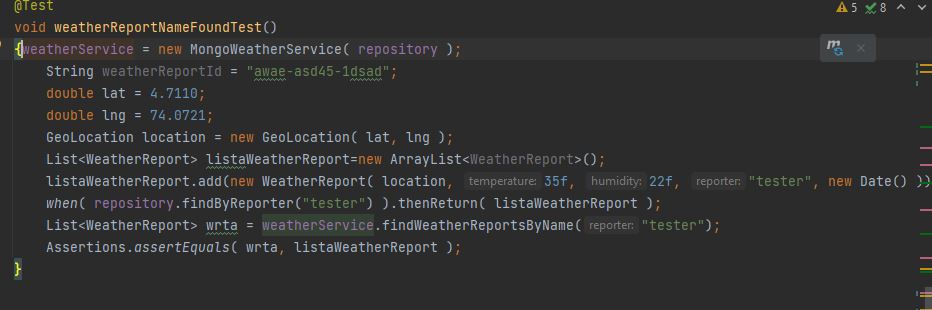 @Test
5 8
void weatherReportNameFoundTest()
{weatherService = new MongoWeatherService( repository );
String weatherReportId = "awae-asd45-1dsad";
double lat = 4.7110;
double lng = 74.0721;
GeoLocation location = new GeoLocation( lat, lng );
List<WeatherReport> listaWeatherReport=new ArrayList<WeatherReport>();
listaWeatherReport.add(new WeatherReport( location, temperature: 35f, humidity: 22f, reporter: "tester", new Date() ))
when( repository.findByReporter("tester") ).thenReturn( listaWeatherReport );
List<WeatherReport> wrta = weatherService.findWeatherReportsByName( reporter: "tester");
Assertions.assertEquals( wrta, listaWeatherReport );
}